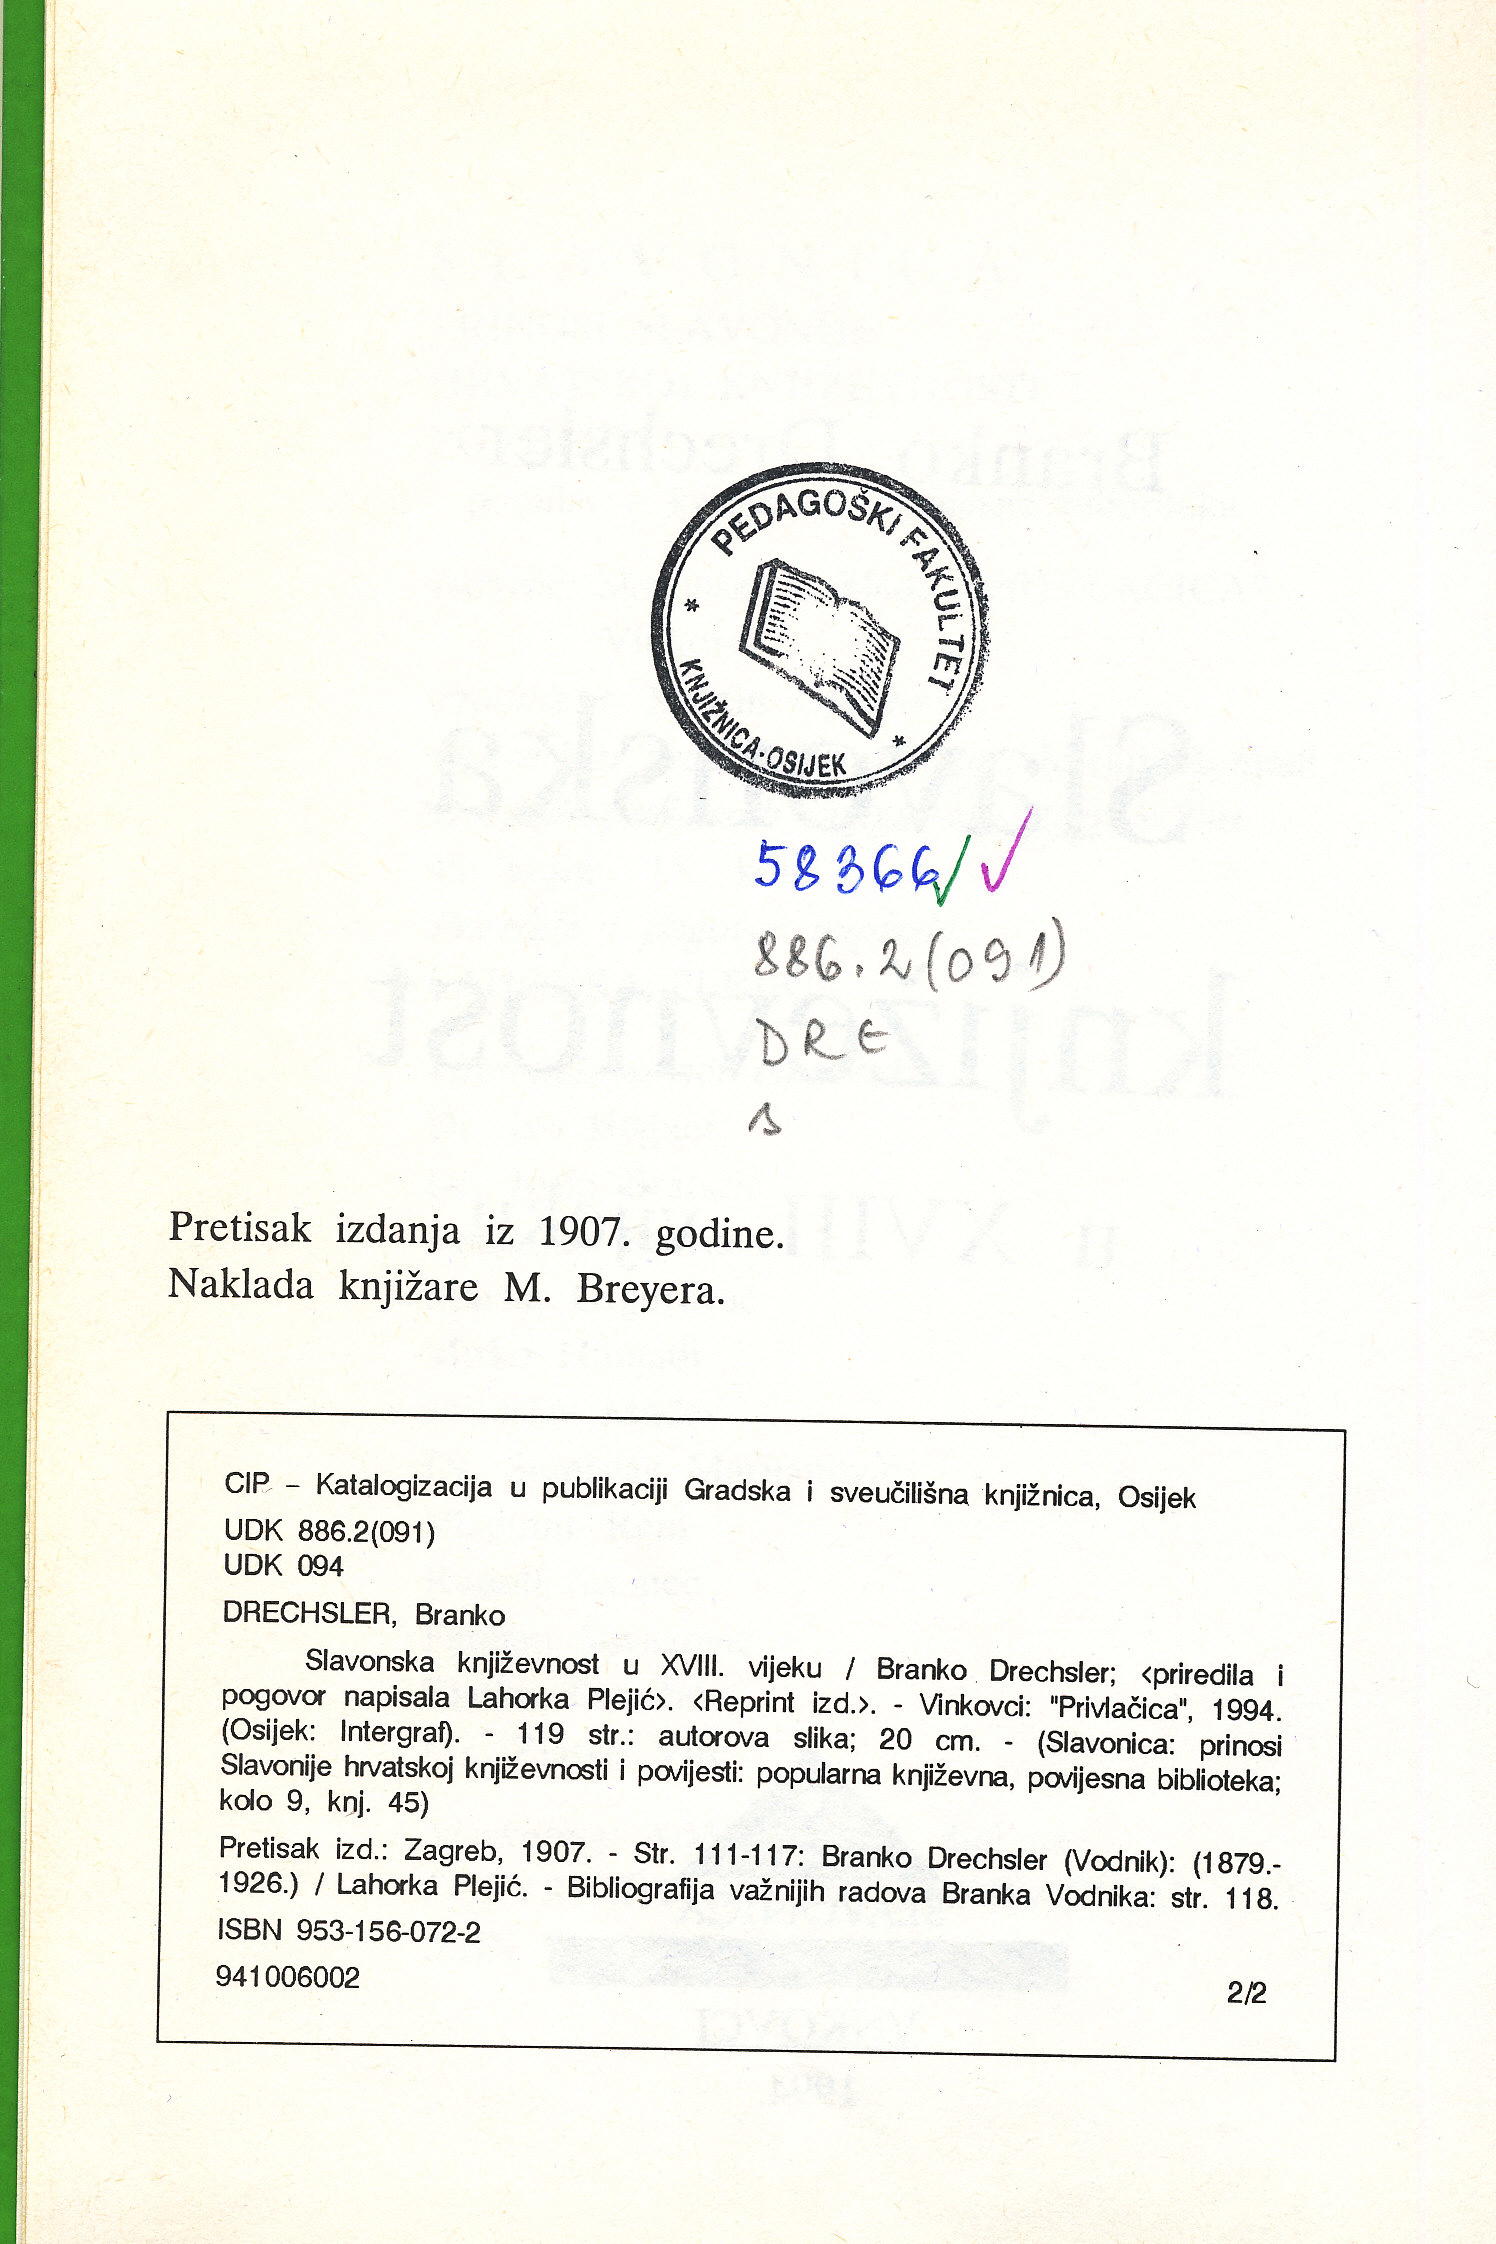 PEDAGOŠKI FAKULTET
* KNJIŽNICA-OSIJEK *
58366
886.2(091)
DRE
s
Pretisak izdanja iz 1907. godine.
Naklada knjižare M. Breyera.
CIP – Katalogizacija u publikaciji Gradska i sveučilišna knjižnica, Osijek
UDK 886.2(091)
UDK 094
DRECHSLER, Branko
Slavonska književnost u XVIII. vijeku / Branko Drechsler; <priredila i
pogovor napisala Lahorka Plejić>. <Reprint izd.>. - Vinkovci: "Privlačica", 1994.
(Osijek: Intergraf). - 119 str.: autorova slika; 20 cm. - (Slavonica: prinosi
Slavonije hrvatskoj književnosti i povijesti: popularna književna, povijesna biblioteka;
kolo 9, knj. 45)
Pretisak izd.: Zagreb, 1907. - Str. 111-117: Branko Drechsler (Vodnik): (1879.-
1926.) / Lahorka Plejić. - Bibliografija važnijih radova Branka Vodnika: str. 118.
ISBN 953-156-072-2
941006002
2/2